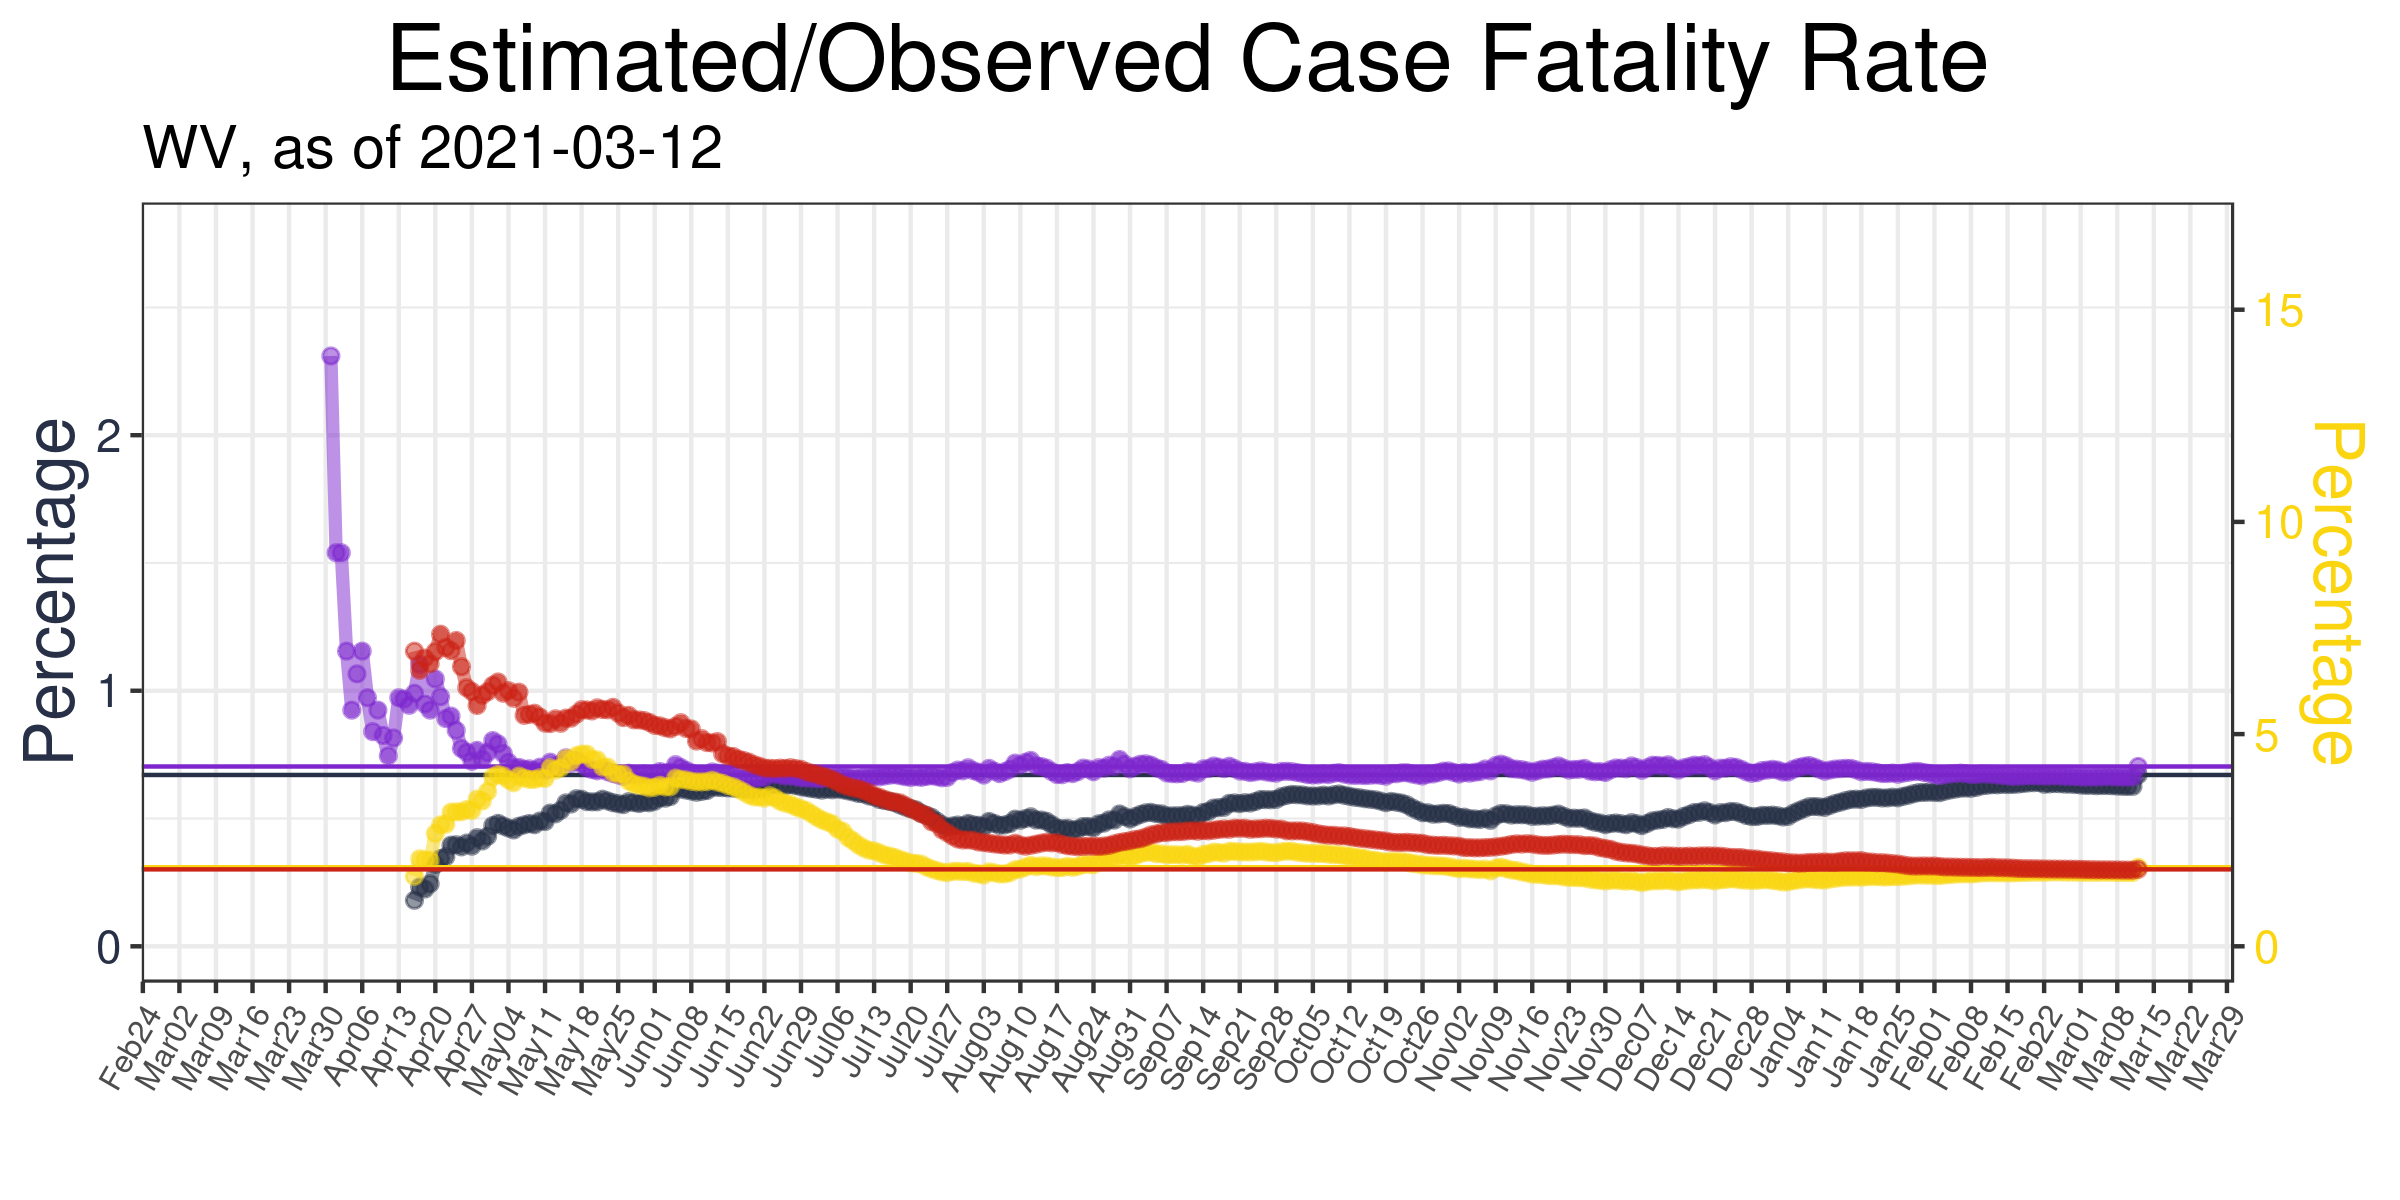 Estimated/Observed Case Fatality Rate
WV, as of 2021-03-12
Percentage
2
1
0
15
10
5
0
Percentage
Feb24
Mar02
Mar09
Mar16
Mar23
Mar30
Apr06
Apr13
Apr20
Apr27
May04
May11
May18
May25
Jun01
Jun08
Jun15
Jun22
Jun29
Jul06
Jul13
Jul20
Jul27
Aug03
Aug10
Aug17
Aug24
Aug31
Sep07
Sep14
Sep21
Sep28
Oct05
Oct12
Oct19
Oct26
Nov02
Nov09
Nov16
Nov23
Nov30
Dec07
Dec14
Dec21
Dec28
Jan04
Jan11
Jan18
Jan25
Feb01
Feb08
Feb15
Feb22
Mar01
Mar08
Mar15
Mar22
Mar29